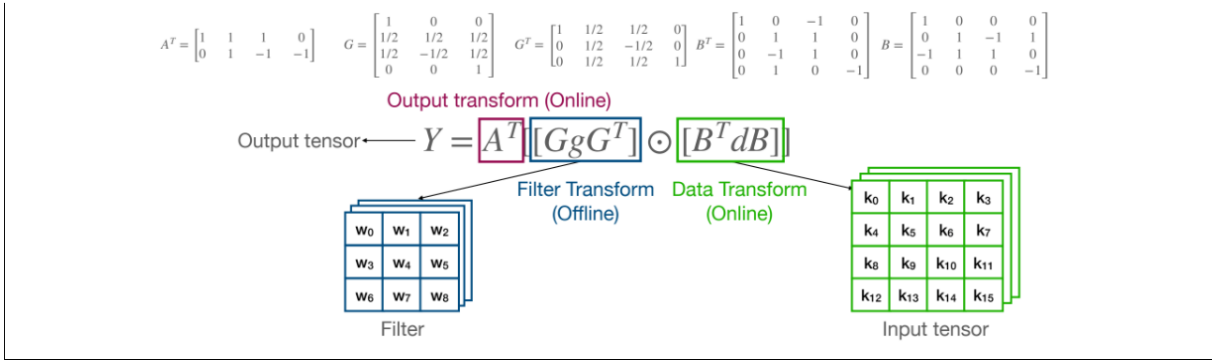 A^T = [1 1 1 0; 0 1 -1 -1] G = [1 0 0; 1/2 1/2 1/2; 1/2 -1/2 1/2; 0 0 1] G^T = [1 1/2 1/2 0; 0 1/2 -1/2 0; 0 1/2 1/2 1] B^T = [1 0 -1 0; 0 1 1 0; 0 -1 1 0; 0 1 0 -1] B = [1 0 0 0; 0 1 -1 1; -1 1 1 0; 0 0 0 -1]
Output transform (Online)
Output tensor Y = A^T[[GgG^T] ⊙ [B^T dB]]
Filter Transform
(Offline)
Data Transform
(Online)
w0 w1 w2
w3 w4 w5
w6 w7 w8
Filter
k0 k1 k2 k3
k4 k5 k6 k7
k8 k9 k10 k11
k12 k13 k14 k15
Input tensor